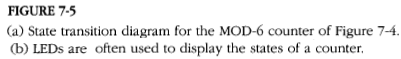 FIGURE 7-5
(a) State transition diagram for the MOD-6 counter of Figure 7-4.
(b) LEDs are often used to display the states of a counter.